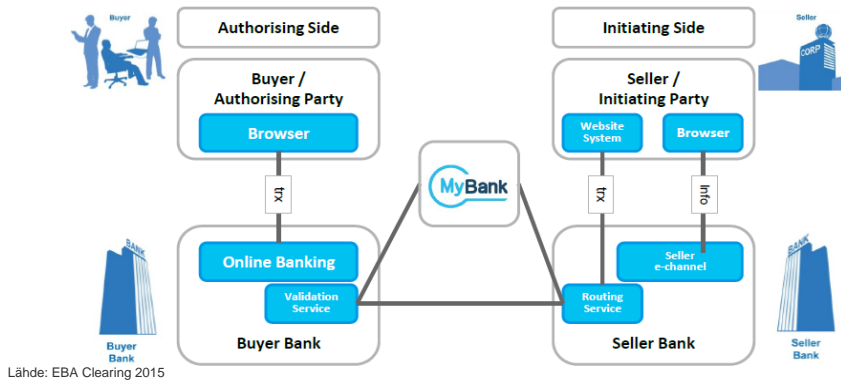 Buyer
Authorising Side
Initiating Side
Seller
CORP
Buyer /
Authorising Party
Browser
Seller /
Initiating Party
Website
System
Browser
MyBank
trx
trx
Info
BANK
Online Banking
Validation
Service
Buyer Bank
Seller
e-channel
Routing
Service
Seller Bank
BANK
Buyer
Bank
Seller
Bank
Lähde: EBA Clearing 2015